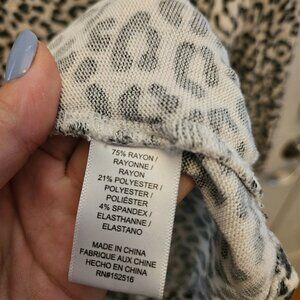 75% RAYON /
RAYONNE /
RAYON
21% POLYESTER /
POLYESTER /
POLIÉSTER
4% SPANDEX /
ELASTHANNE /
ELASTANO
MADE IN CHINA
FABRIQUE AUX CHINE
HECHO EN CHINA
RN#152516